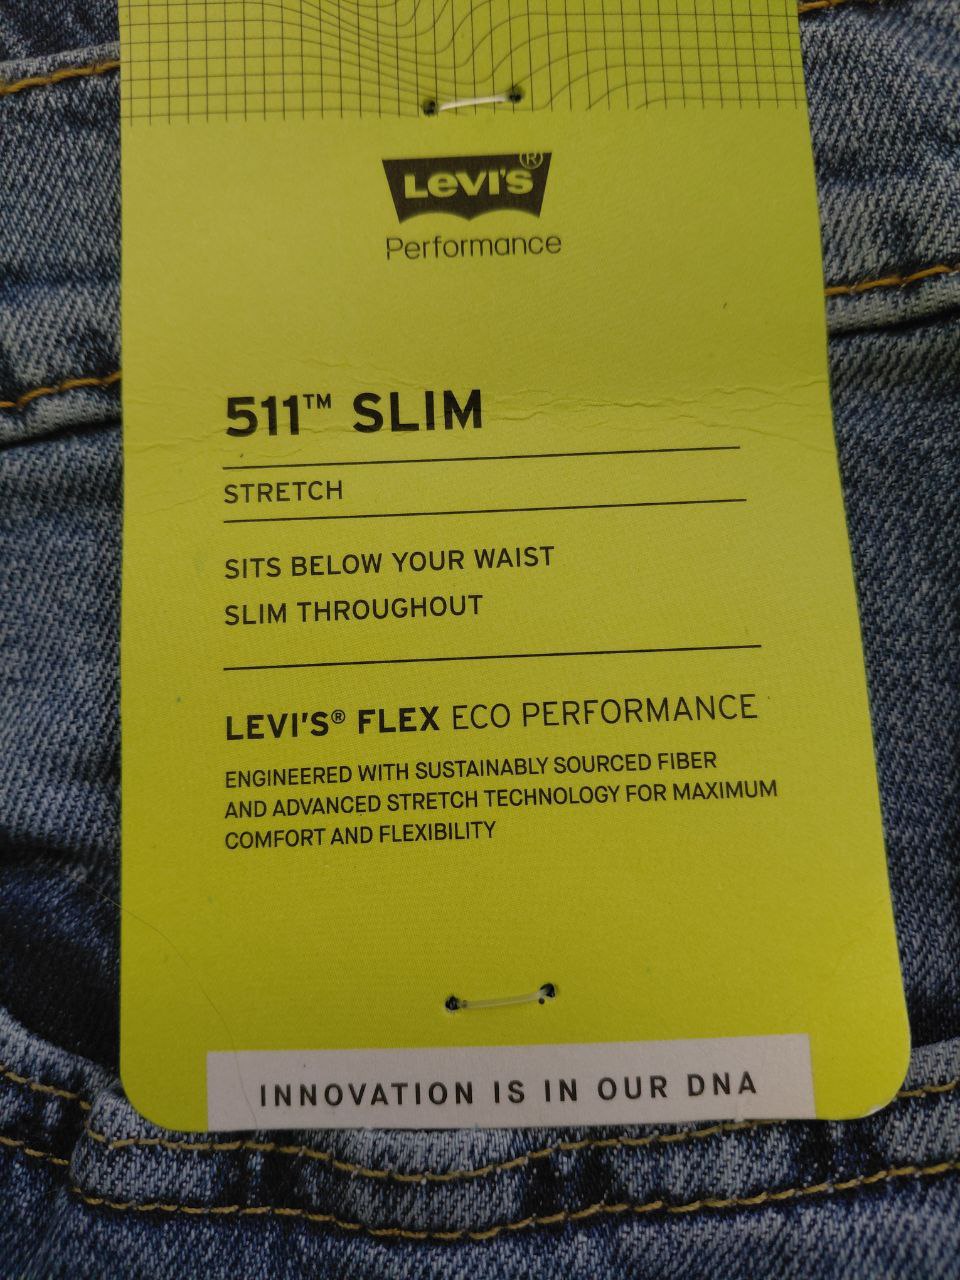 Levi's®
Performance
511™ SLIM
STRETCH
SITS BELOW YOUR WAIST
SLIM THROUGHOUT
LEVI'S® FLEX ECO PERFORMANCE
ENGINEERED WITH SUSTAINABLY SOURCED FIBER
AND ADVANCED STRETCH TECHNOLOGY FOR MAXIMUM
COMFORT AND FLEXIBILITY
INNOVATION IS IN OUR DNA